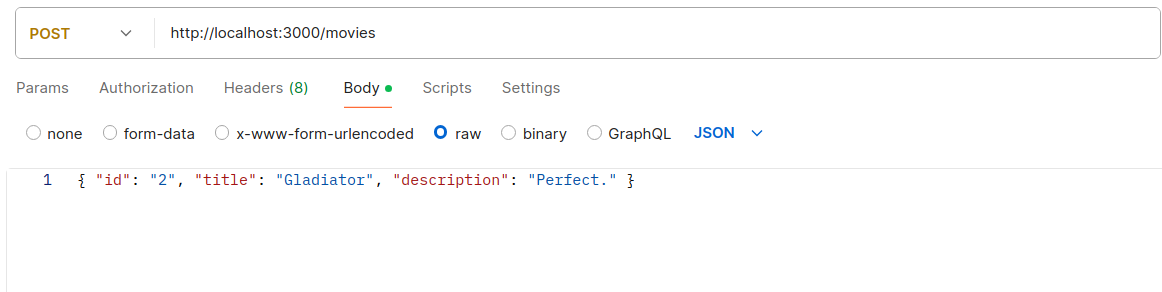 POST http://localhost:3000/movies
Params Authorization Headers (8) Body Scripts Settings
none form-data x-www-form-urlencoded raw binary GraphQL JSON
1 { "id": "2", "title": "Gladiator", "description": "Perfect." }